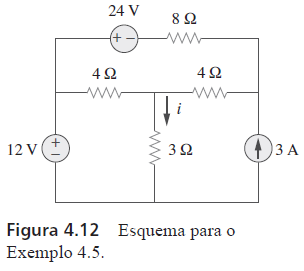 24 V
8 Ω
+ −
4 Ω
4 Ω
i
12 V
+
−
3 Ω
3 A
Figura 4.12 Esquema para o
Exemplo 4.5.